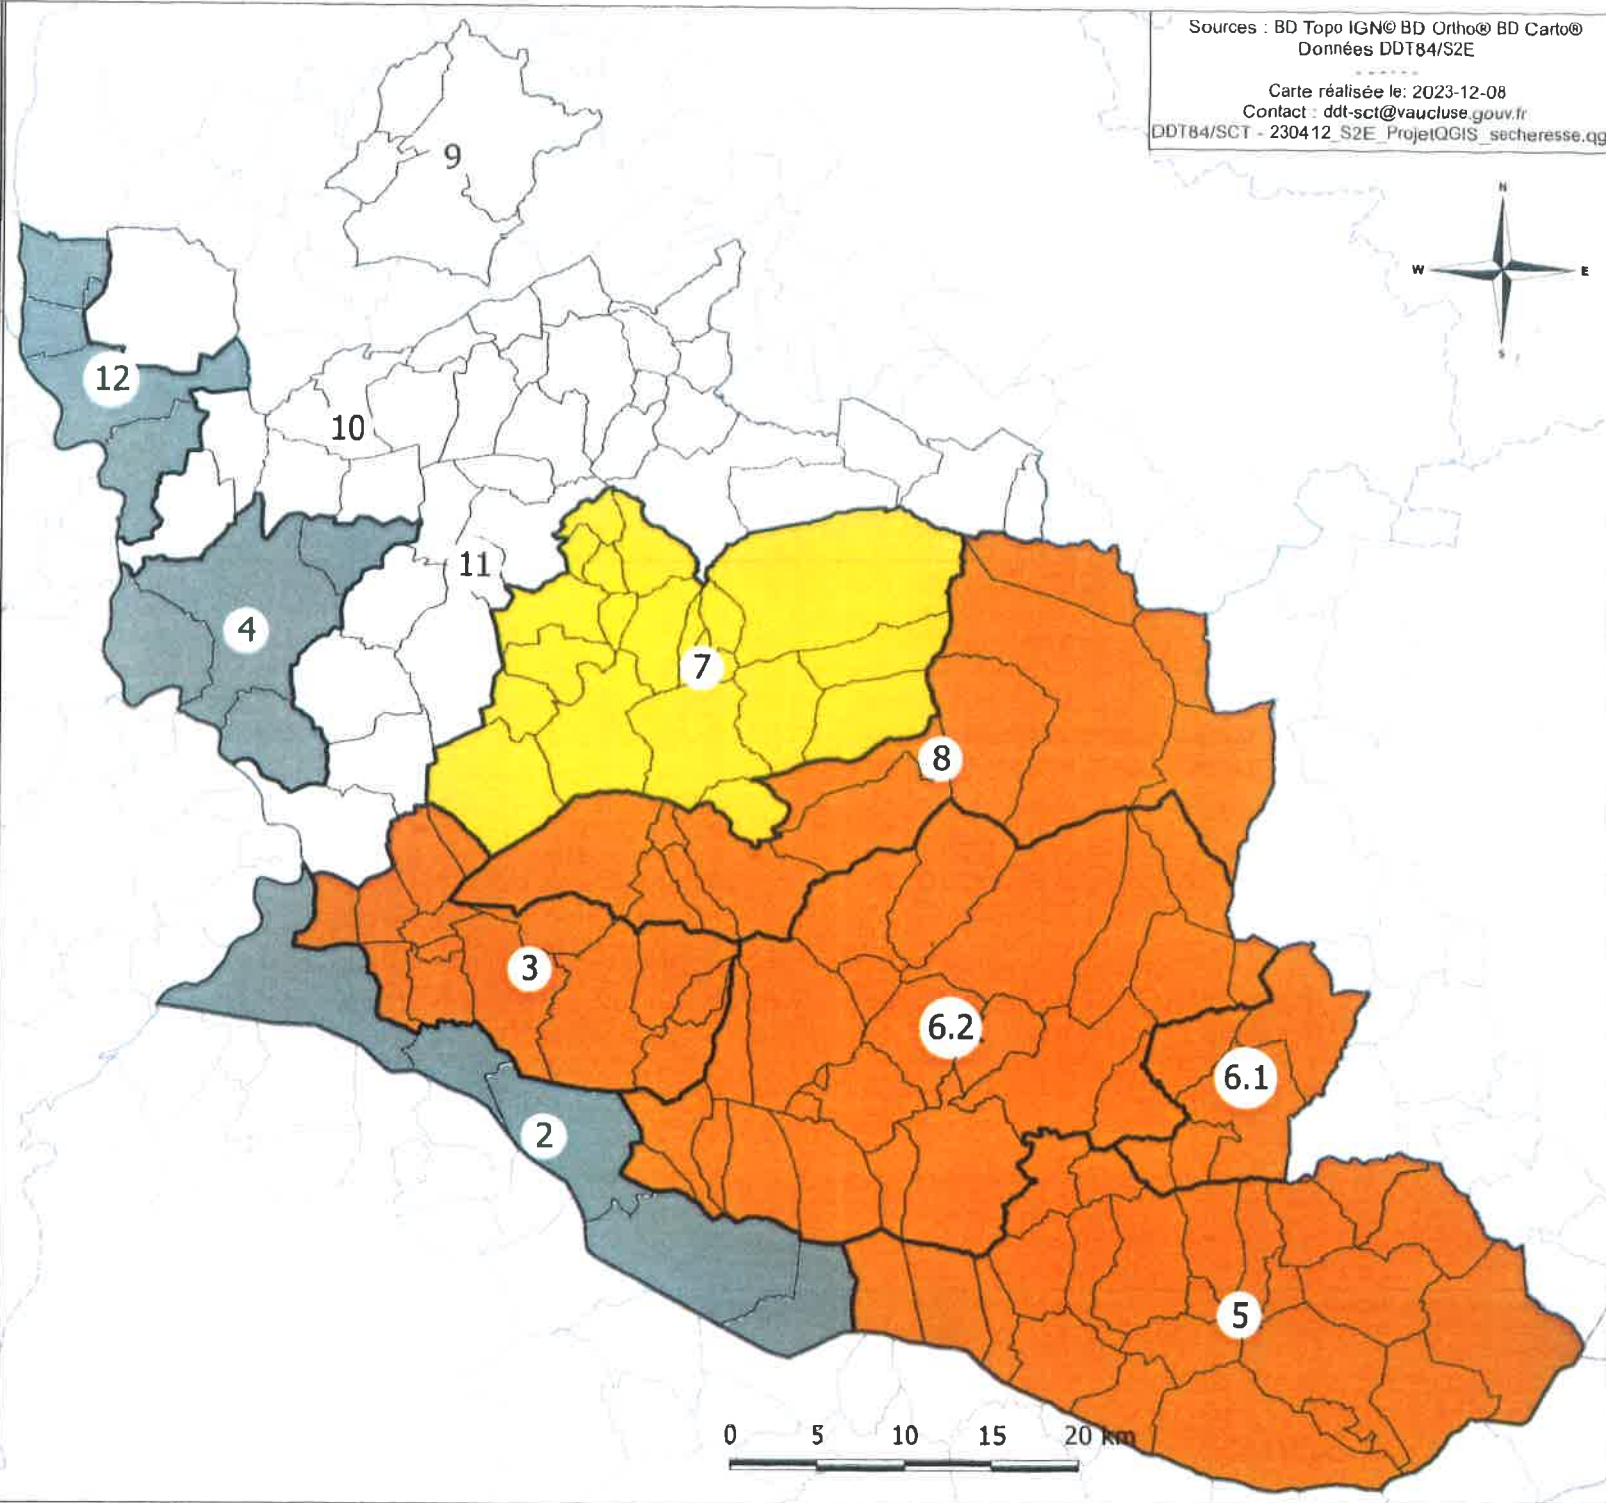 Sources : BD Topo IGN© BD Ortho® BD Carto®
Données DDT84/S2E
------
Carte réalisée le: 2023-12-08
Contact : ddt-sct@vaucluse.gouv.fr
DDT84/SCT - 230412_S2E_ProjetQGIS_secheresse.qg
N
W
E
S
9
12
10
11
4
7
8
3
6.2
6.1
2
5
0 5 10 15 20 km